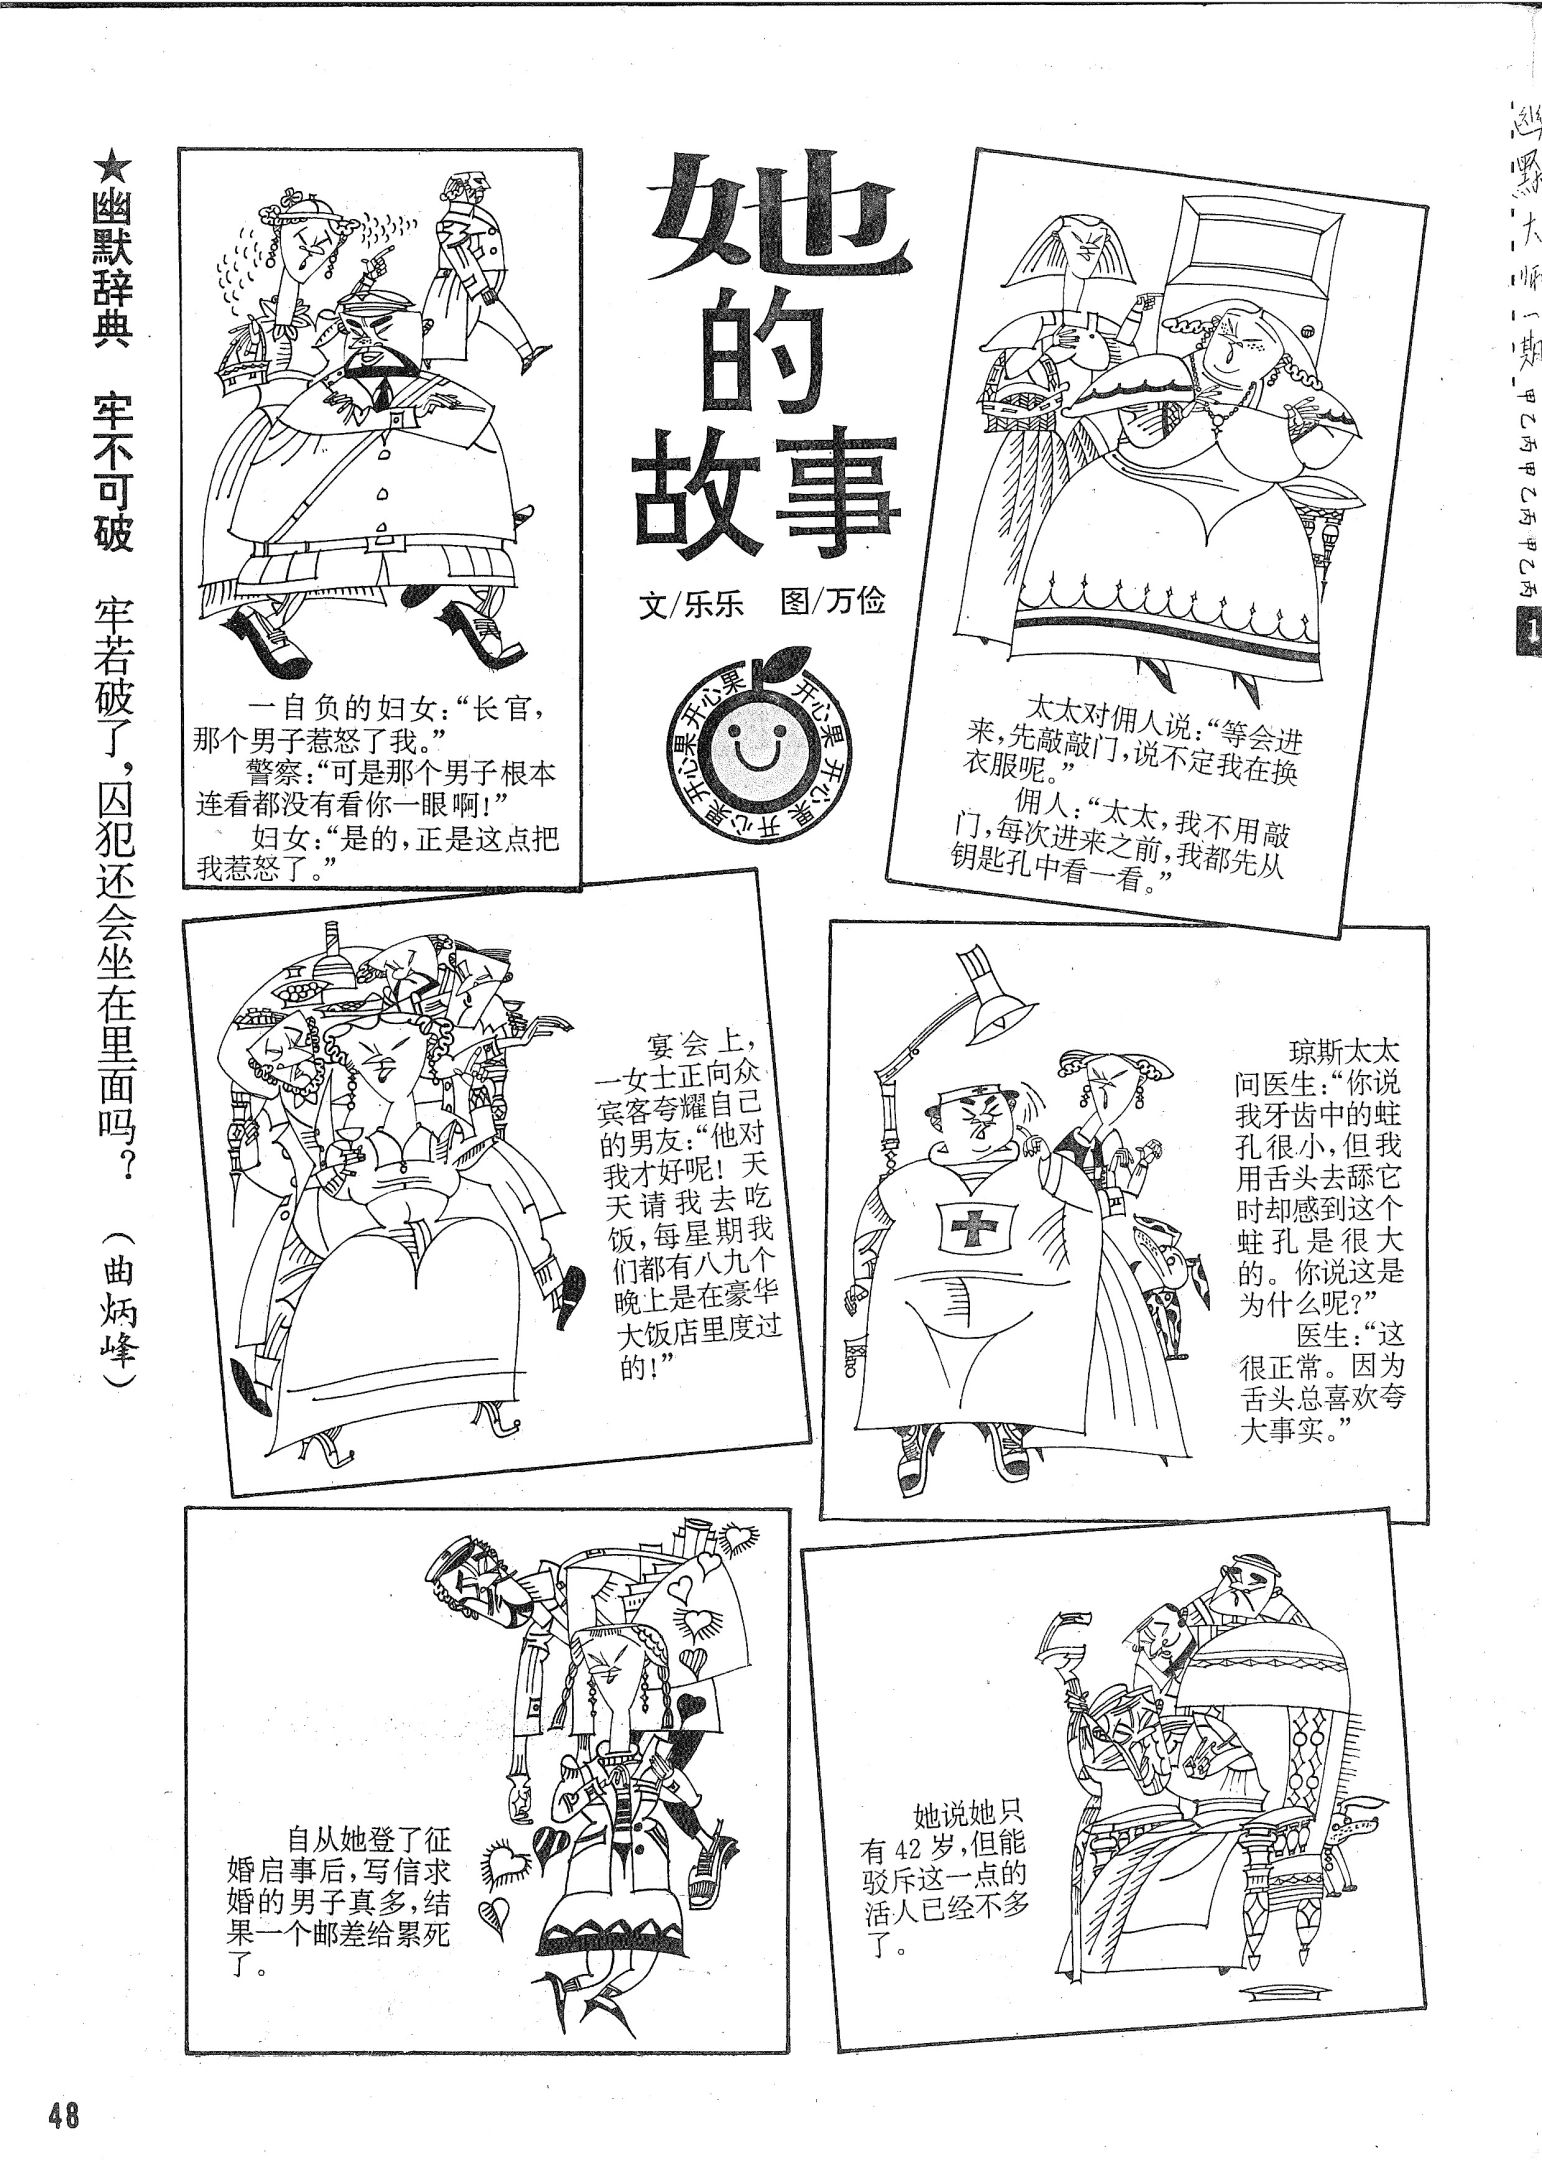 ★幽默辞典　牢不可破　牢若破了，囚犯还会坐在里面吗？　（曲炳峰）
她
的
故事
文/乐乐　图/万俭
开心果 开心果 开心果 开心果 开心果
一自负的妇女：“长官，
那个男子惹怒了我。”
警察：“可是那个男子根本
连看都没有看你一眼啊！”
妇女：“是的，正是这点把
我惹怒了。”
太太对佣人说：“等会进
来，先敲敲门，说不定我在换
衣服呢。”
佣人：“太太，我不用敲
门，每次进来之前，我都先从
钥匙孔中看一看。”
宴会上，
一女士正向众
宾客夸耀自己
的男友：“他对
我才好呢！天
天请我去吃
饭，每星期我
们都有八九个
晚上是在豪华
大饭店里度过
的！”
琼斯太太
问医生：“你说
我牙齿中的蛀
孔很小，但我
用舌头去舔它
时却感到这个
蛀孔是很大
的。你说这是
为什么呢？”
医生：“这
很正常。因为
舌头总喜欢夸
大事实。”
自从她登了征
婚启事后，写信求
婚的男子真多，结
果一个邮差给累死
了。
她说她只
有42岁，但能
驳斥这一点的
活人已经不多
了。
幽默大师一期
甲乙丙甲乙丙甲乙丙
1
48